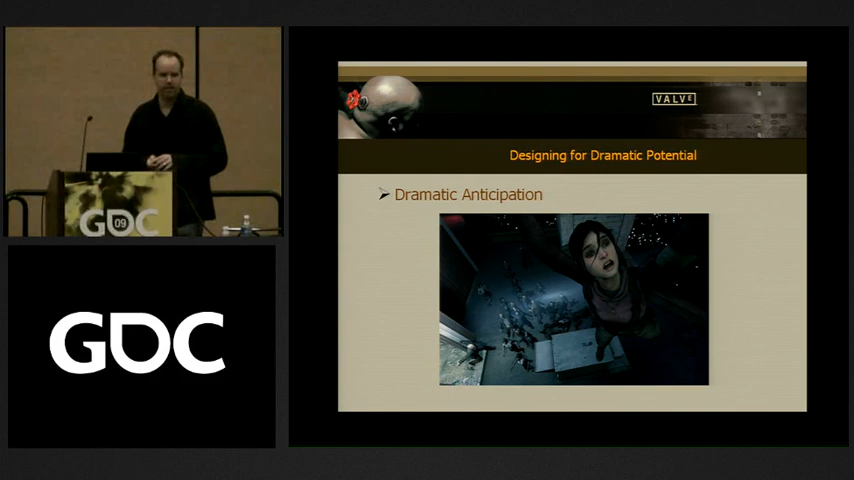 GDC
09
GDC
VALVE
Designing for Dramatic Potential
Dramatic Anticipation